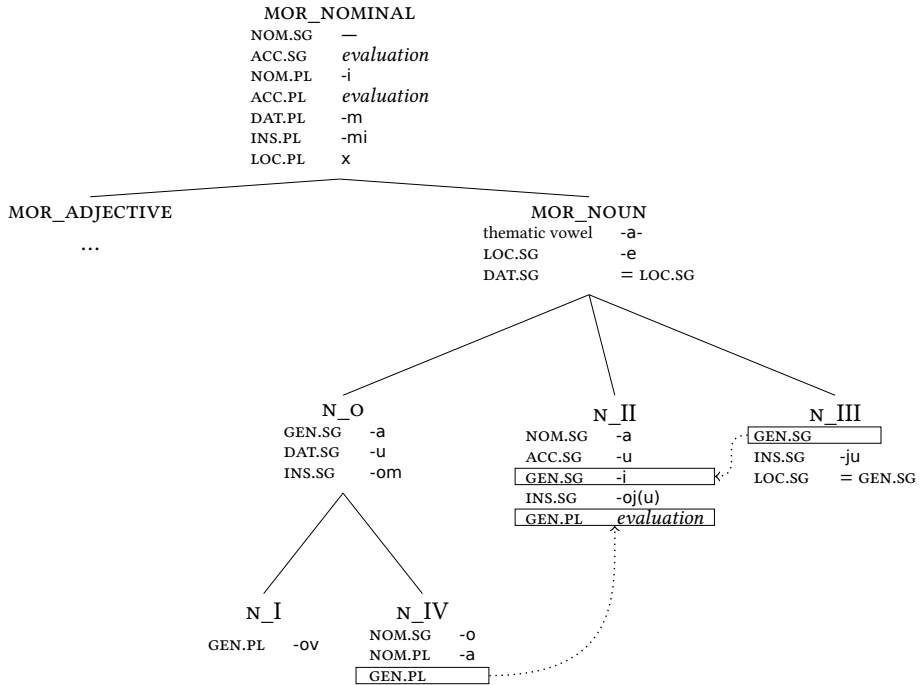 MOR_NOMINAL
NOM.SG —
ACC.SG evaluation
NOM.PL -i
ACC.PL evaluation
DAT.PL -m
INS.PL -mi
LOC.PL x
MOR_ADJECTIVE
...
MOR_NOUN
thematic vowel -a-
LOC.SG -e
DAT.SG = LOC.SG
N_O
GEN.SG -a
DAT.SG -u
INS.SG -om
N_II
NOM.SG -a
ACC.SG -u
GEN.SG -i
INS.SG -oj(u)
GEN.PL evaluation
N_III
GEN.SG
INS.SG -ju
LOC.SG = GEN.SG
N_I
GEN.PL -ov
N_IV
NOM.SG -o
NOM.PL -a
GEN.PL